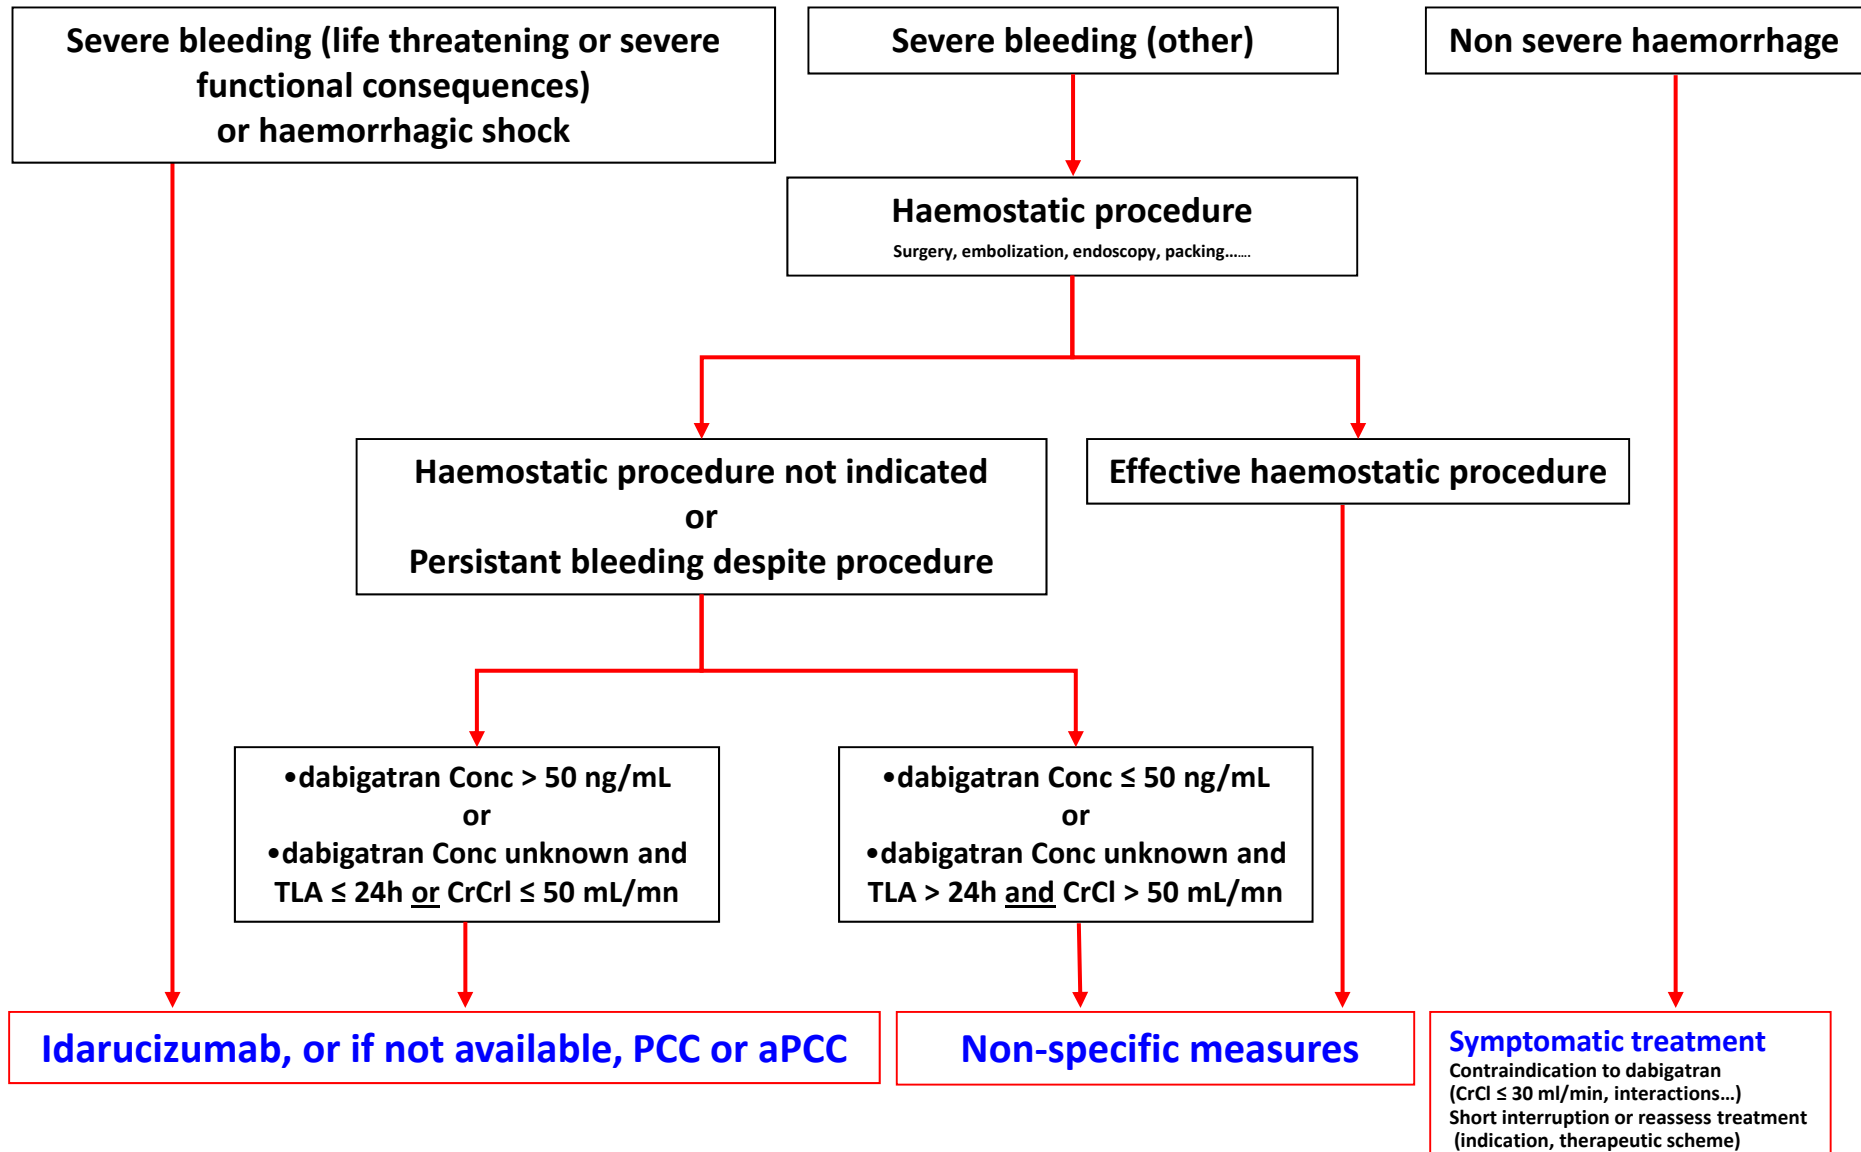 Severe bleeding (life threatening or severe
functional consequences)
or haemorrhagic shock
Severe bleeding (other)
Non severe haemorrhage
Haemostatic procedure
Surgery, embolization, endoscopy, packing.......
Haemostatic procedure not indicated
or
Persistant bleeding despite procedure
Effective haemostatic procedure
•dabigatran Conc > 50 ng/mL
or
•dabigatran Conc unknown and
TLA ≤ 24h or CrCrl ≤ 50 mL/mn
•dabigatran Conc ≤ 50 ng/mL
or
•dabigatran Conc unknown and
TLA > 24h and CrCl > 50 mL/mn
Idarucizumab, or if not available, PCC or aPCC
Non-specific measures
Symptomatic treatment
Contraindication to dabigatran
(CrCl ≤ 30 ml/min, interactions...)
Short interruption or reassess treatment
(indication, therapeutic scheme)